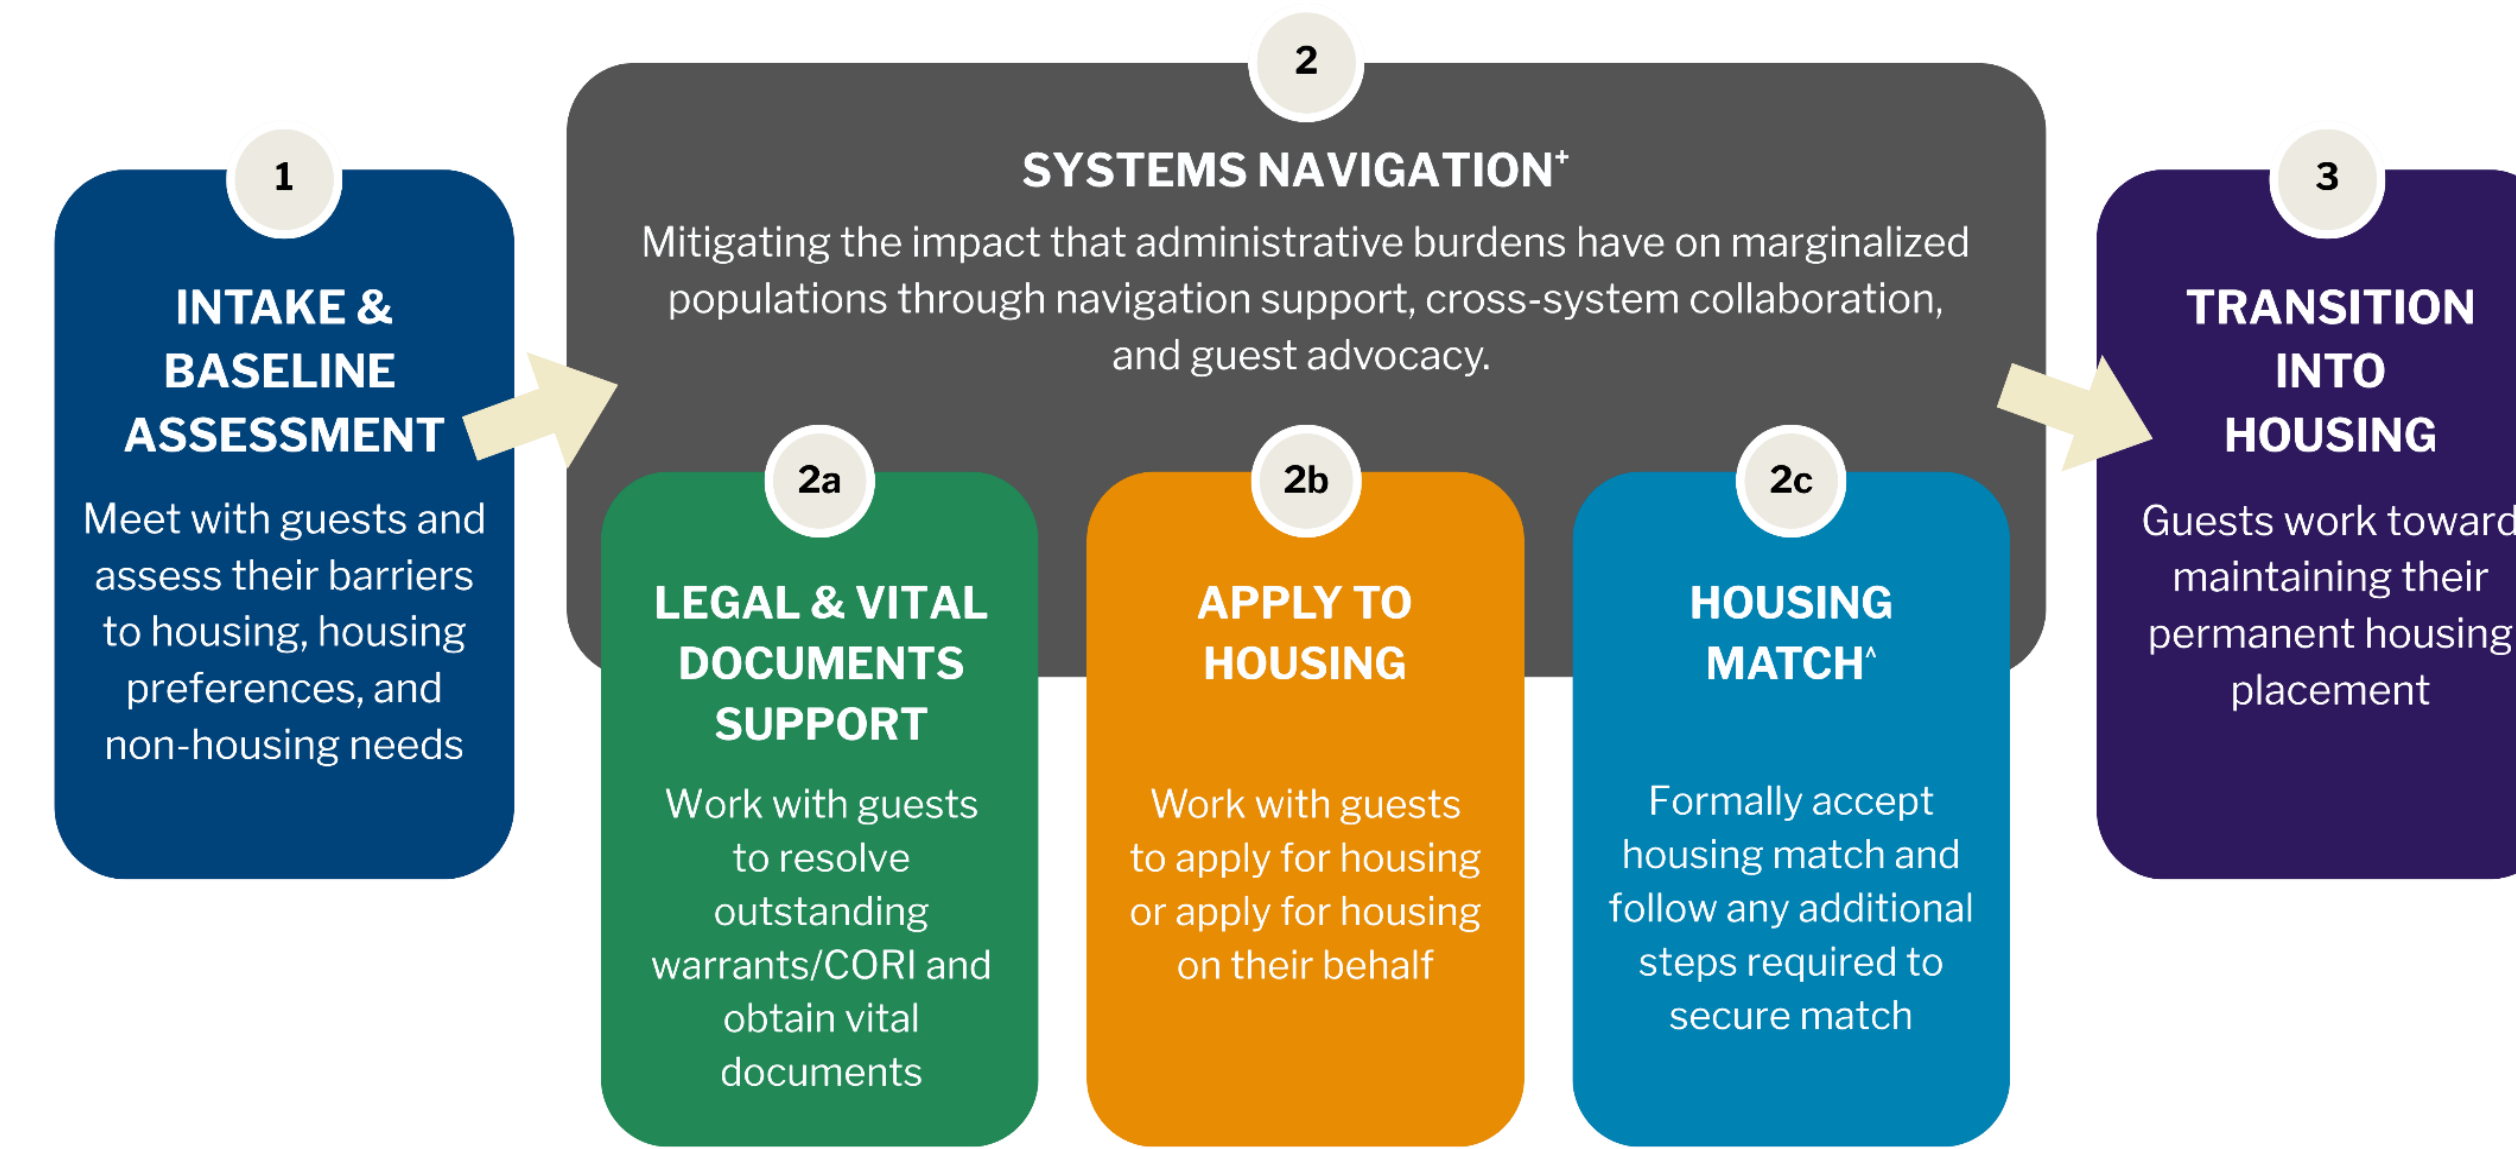 1
INTAKE &
BASELINE
ASSESSMENT
Meet with guests and
assess their barriers
to housing, housing
preferences, and
non-housing needs
2
SYSTEMS NAVIGATION⁺
Mitigating the impact that administrative burdens have on marginalized
populations through navigation support, cross-system collaboration,
and guest advocacy.
2a
LEGAL & VITAL
DOCUMENTS
SUPPORT
Work with guests
to resolve
outstanding
warrants/CORI and
obtain vital
documents
2b
APPLY TO
HOUSING
Work with guests
to apply for housing
or apply for housing
on their behalf
2c
HOUSING
MATCH^
Formally accept
housing match and
follow any additional
steps required to
secure match
3
TRANSITION
INTO
HOUSING
Guests work toward
maintaining their
permanent housing
placement